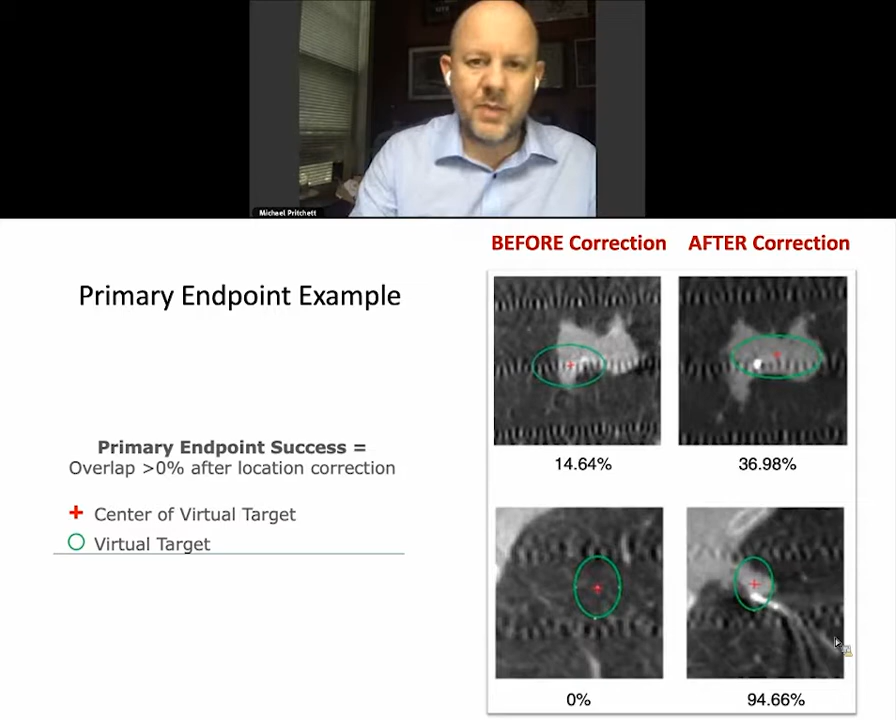 Michael Pritchett
BEFORE Correction
AFTER Correction
Primary Endpoint Example
14.64%
36.98%
Primary Endpoint Success =
Overlap >0% after location correction
+ Center of Virtual Target
Virtual Target
0%
94.66%